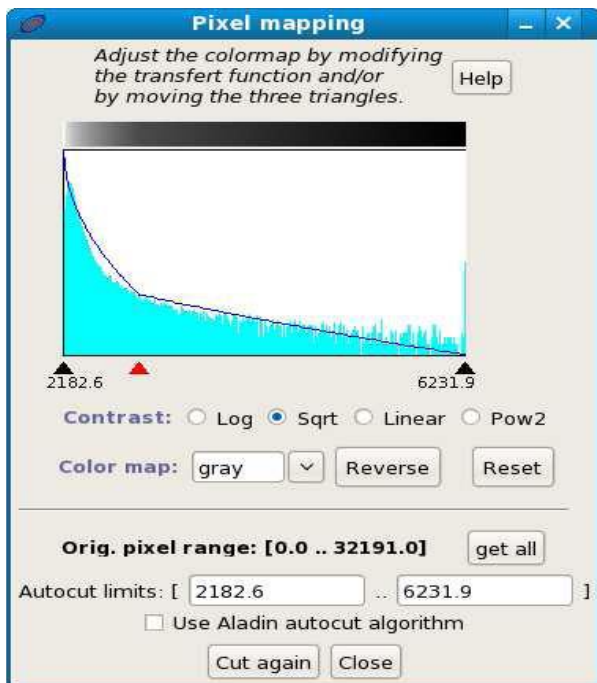 Pixel mapping
Adjust the colormap by modifying
the transfert function and/or
by moving the three triangles.
Help
2182.6 6231.9
Contrast: Log Sqrt Linear Pow2
Color map: gray Reverse Reset
Orig. pixel range: [0.0 .. 32191.0] get all
Autocut limits: [ 2182.6 .. 6231.9 ]
Use Aladin autocut algorithm
Cut again Close